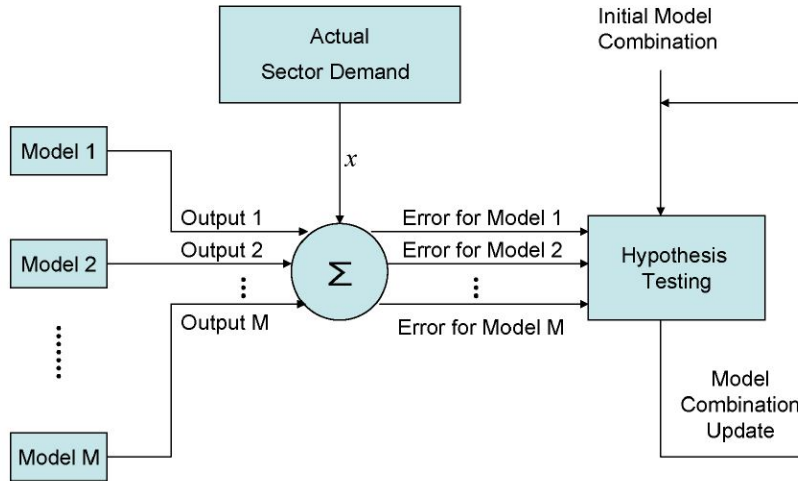 Actual
Sector Demand
Initial Model
Combination
Model 1
x
Output 1
Error for Model 1
Model 2
Output 2
Error for Model 2
Σ
Hypothesis
Testing
Output M
Error for Model M
Model
Combination
Update
Model M